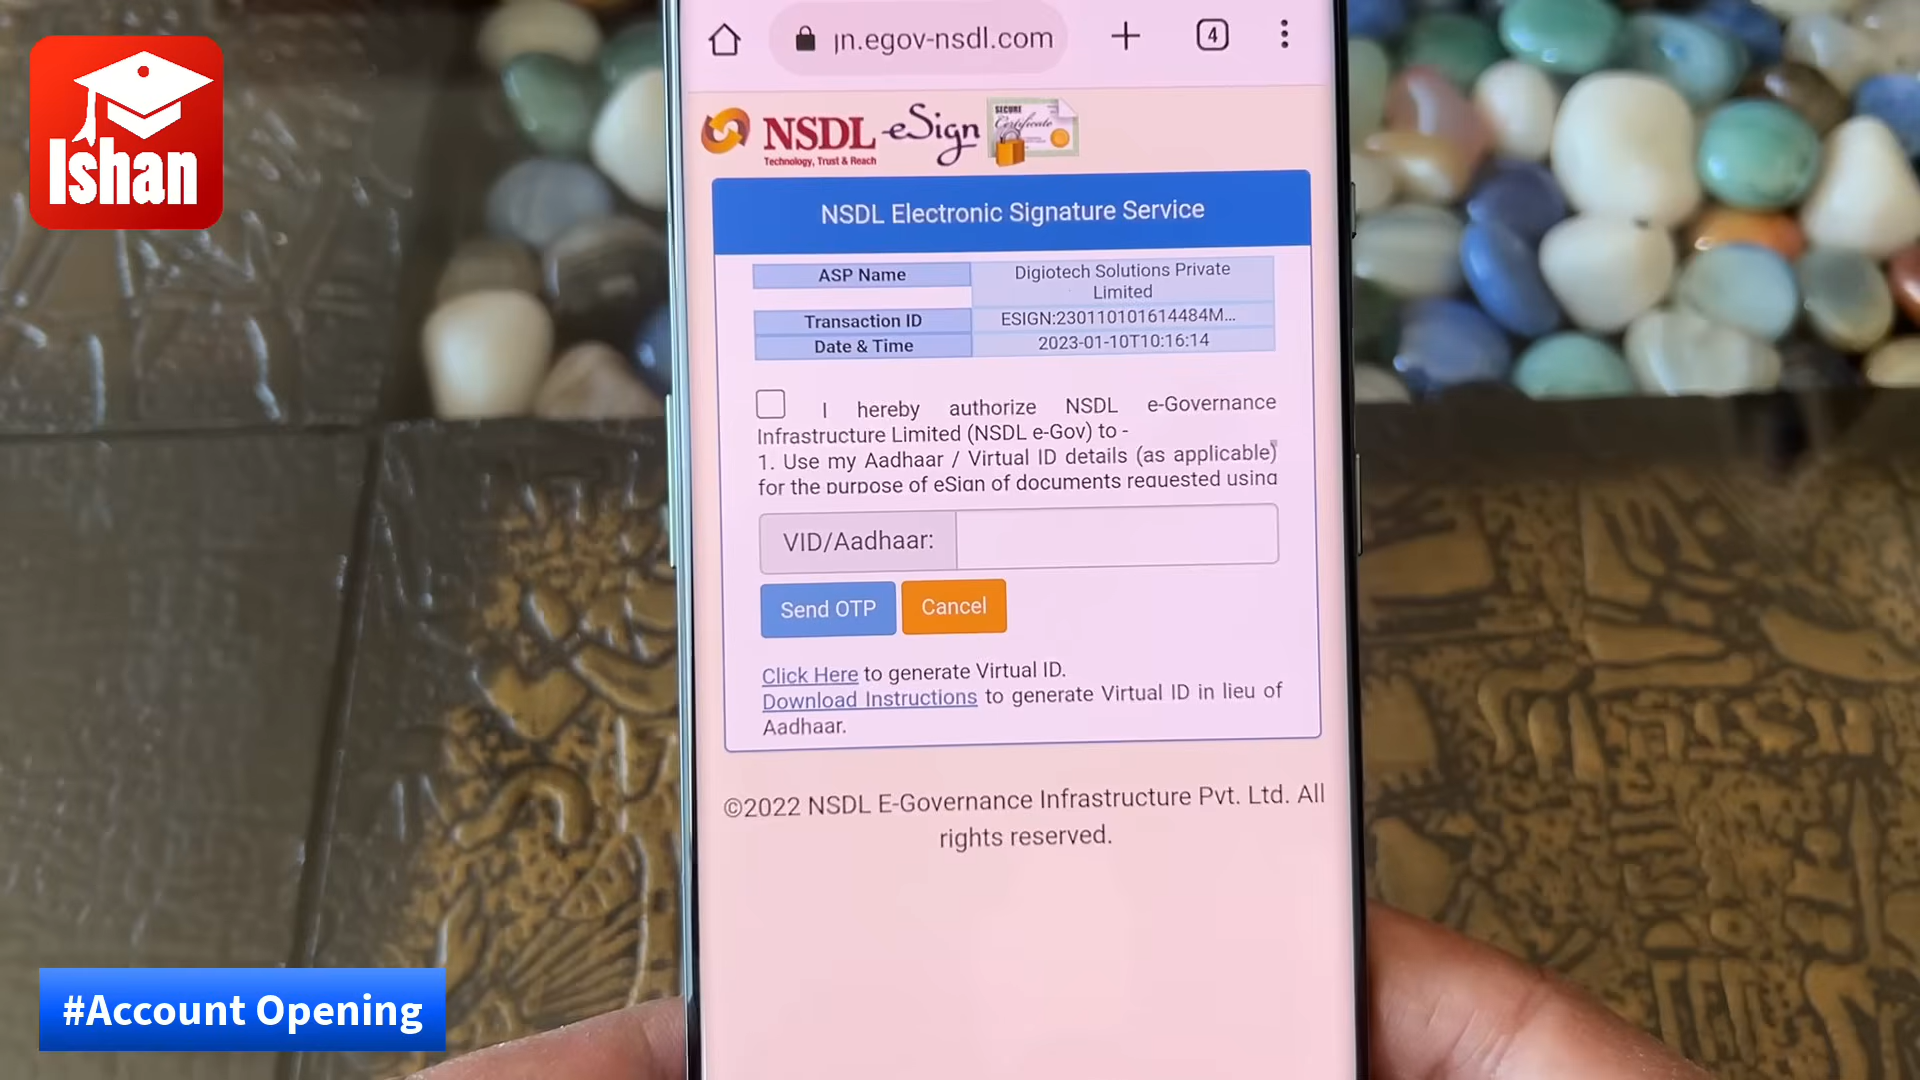 Ishan
ɲn.egov-nsdl.com
4
NSDL eSign
Technology, Trust & Reach
SECURE
Certificate
NSDL Electronic Signature Service
ASP Name
Digiotech Solutions Private
Limited
Transaction ID
ESIGN:230110101614484M...
Date & Time
2023-01-10T10:16:14
I hereby authorize NSDL e-Governance
Infrastructure Limited (NSDL e-Gov) to -
1. Use my Aadhaar / Virtual ID details (as applicable)
for the purpose of eSign of documents requested using
VID/Aadhaar:
Send OTP
Cancel
Click Here to generate Virtual ID.
Download Instructions to generate Virtual ID in lieu of
Aadhaar.
©2022 NSDL E-Governance Infrastructure Pvt. Ltd. All
rights reserved.
#Account Opening